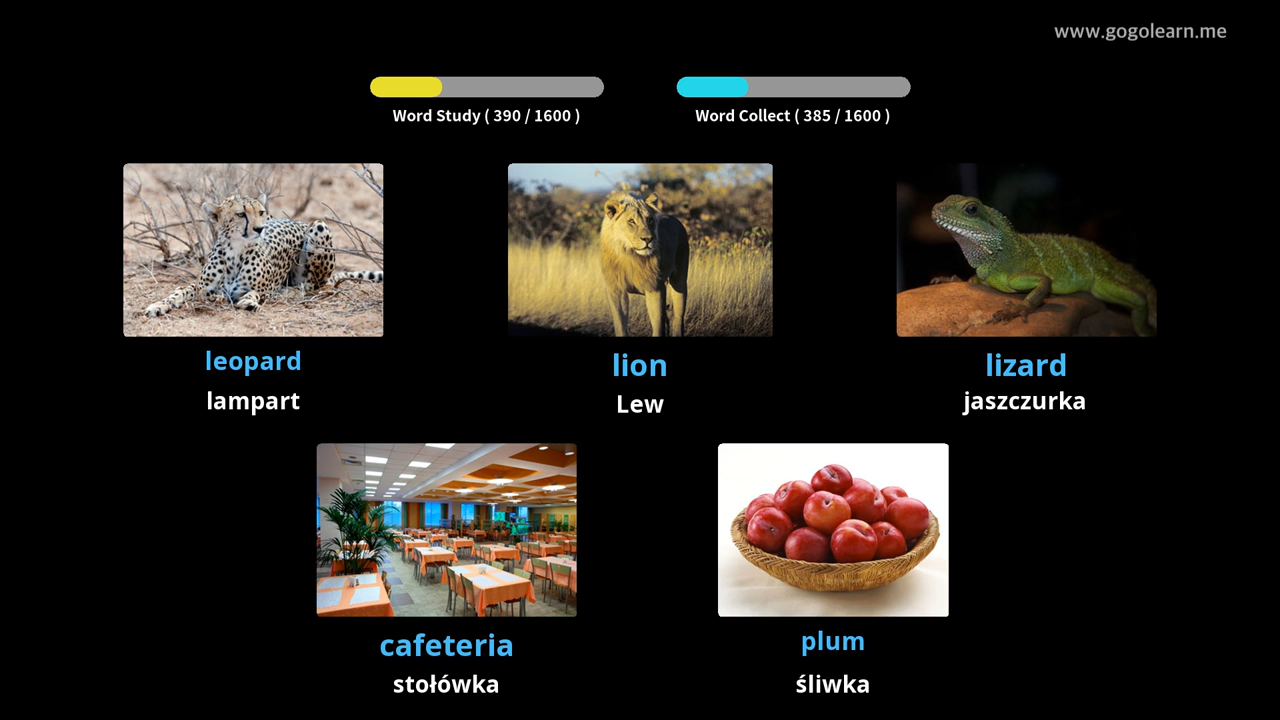 www.gogolearn.me
Word Study ( 390 / 1600 )
Word Collect ( 385 / 1600 )
leopard
lampart
lion
Lew
lizard
jaszczurka
cafeteria
stołówka
plum
śliwka